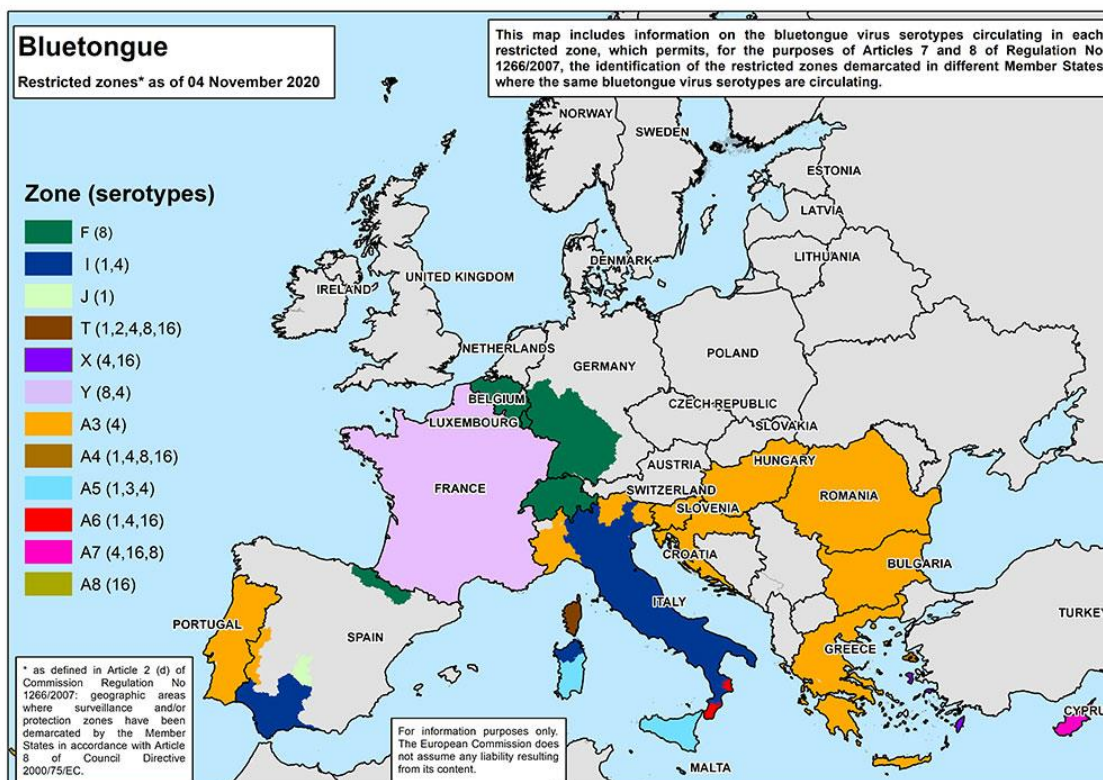 Bluetongue
Restricted zones* as of 04 November 2020
This map includes information on the bluetongue virus serotypes circulating in each
restricted zone, which permits, for the purposes of Articles 7 and 8 of Regulation No
1266/2007, the identification of the restricted zones demarcated in different Member States
where the same bluetongue virus serotypes are circulating.
NORWAY
SWEDEN
ESTONIA
LATVIA
LITHUANIA
DENMARK
UNITED KINGDOM
IRELAND
Zone (serotypes)
F (8)
I (1,4)
J (1)
T (1,2,4,8,16)
X (4,16)
Y (8,4)
A3 (4)
A4 (1,4,8,16)
A5 (1,3,4)
A6 (1,4,16)
A7 (4,16,8)
A8 (16)
NETHERLANDS
GERMANY
POLAND
BELGIUM
LUXEMBOURG
CZECH REPUBLIC
SLOVAKIA
AUSTRIA
HUNGARY
SWITZERLAND
FRANCE
SLOVENIA
ROMANIA
CROATIA
BULGARIA
ITALY
PORTUGAL
SPAIN
TURKEY
GREECE
CYPRU
MALTA
* as defined in Article 2 (d) of
Commission Regulation No
1266/2007: geographic areas
where surveillance and/or
protection zones have been
demarcated by the Member
States in accordance with Article
8 of Council Directive
2000/75/EC.
For information purposes only.
The European Commission does
not assume any liability resulting
from its content.